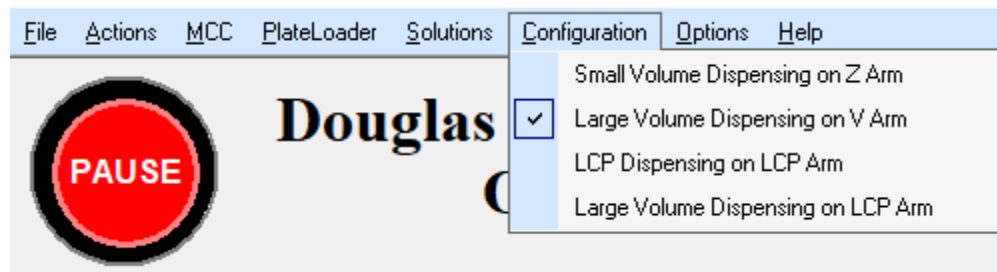 File Actions MCC PlateLoader Solutions Configuration Options Help
Small Volume Dispensing on Z Arm
Large Volume Dispensing on V Arm
LCP Dispensing on LCP Arm
Large Volume Dispensing on LCP Arm
PAUSE
Douglas